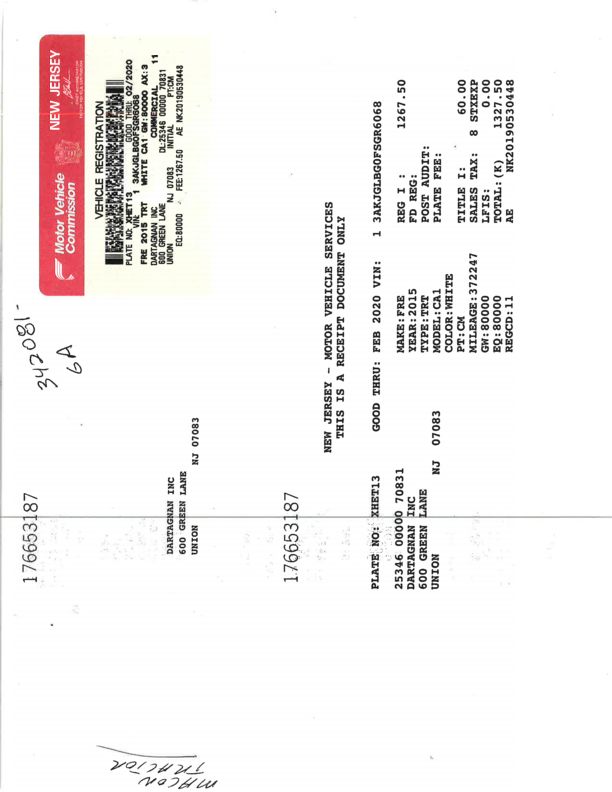 176653187
342081-
6A
Motor Vehicle
Commission
NEW JERSEY
VEHICLE REGISTRATION
PLATE NO: XHET13 GOOD THRU: 02/2020
VIN: 1 3AKJGLBGOFSGR6068
FRE 2015 TRT WHITE CA1 GW:80000 AX:3
DARTAGNAN INC COMMERCIAL 11
600 GREEN LANE DL:25346 00000 70831
UNION NJ 07083 INITIAL PT:CM
EQ:80000 FEE:1267.50 AE NK20190530448
DARTAGNAN INC
600 GREEN LANE
UNION NJ 07083
176653187
NEW JERSEY - MOTOR VEHICLE SERVICES
THIS IS A RECEIPT DOCUMENT ONLY
PLATE NO: XHET13 GOOD THRU: FEB 2020 VIN: 1 3AKJGLBGOFSGR6068
25346 00000 70831 MAKE:FRE REG I : 1267.50
DARTAGNAN INC YEAR:2015 FD REG:
600 GREEN LANE TYPE:TRT POST AUDIT:
UNION NJ 07083 MODEL:CA1 PLATE FEE:
COLOR:WHITE
PT:CM TITLE I: 60.00
MILEAGE:372247 SALES TAX: 8 STXEXP
GW:80000 LFIS: 0.00
EQ:80000 TOTAL:(K) 1327.50
REGCD:11 AE NK20190530448
MACON
TRACTOR